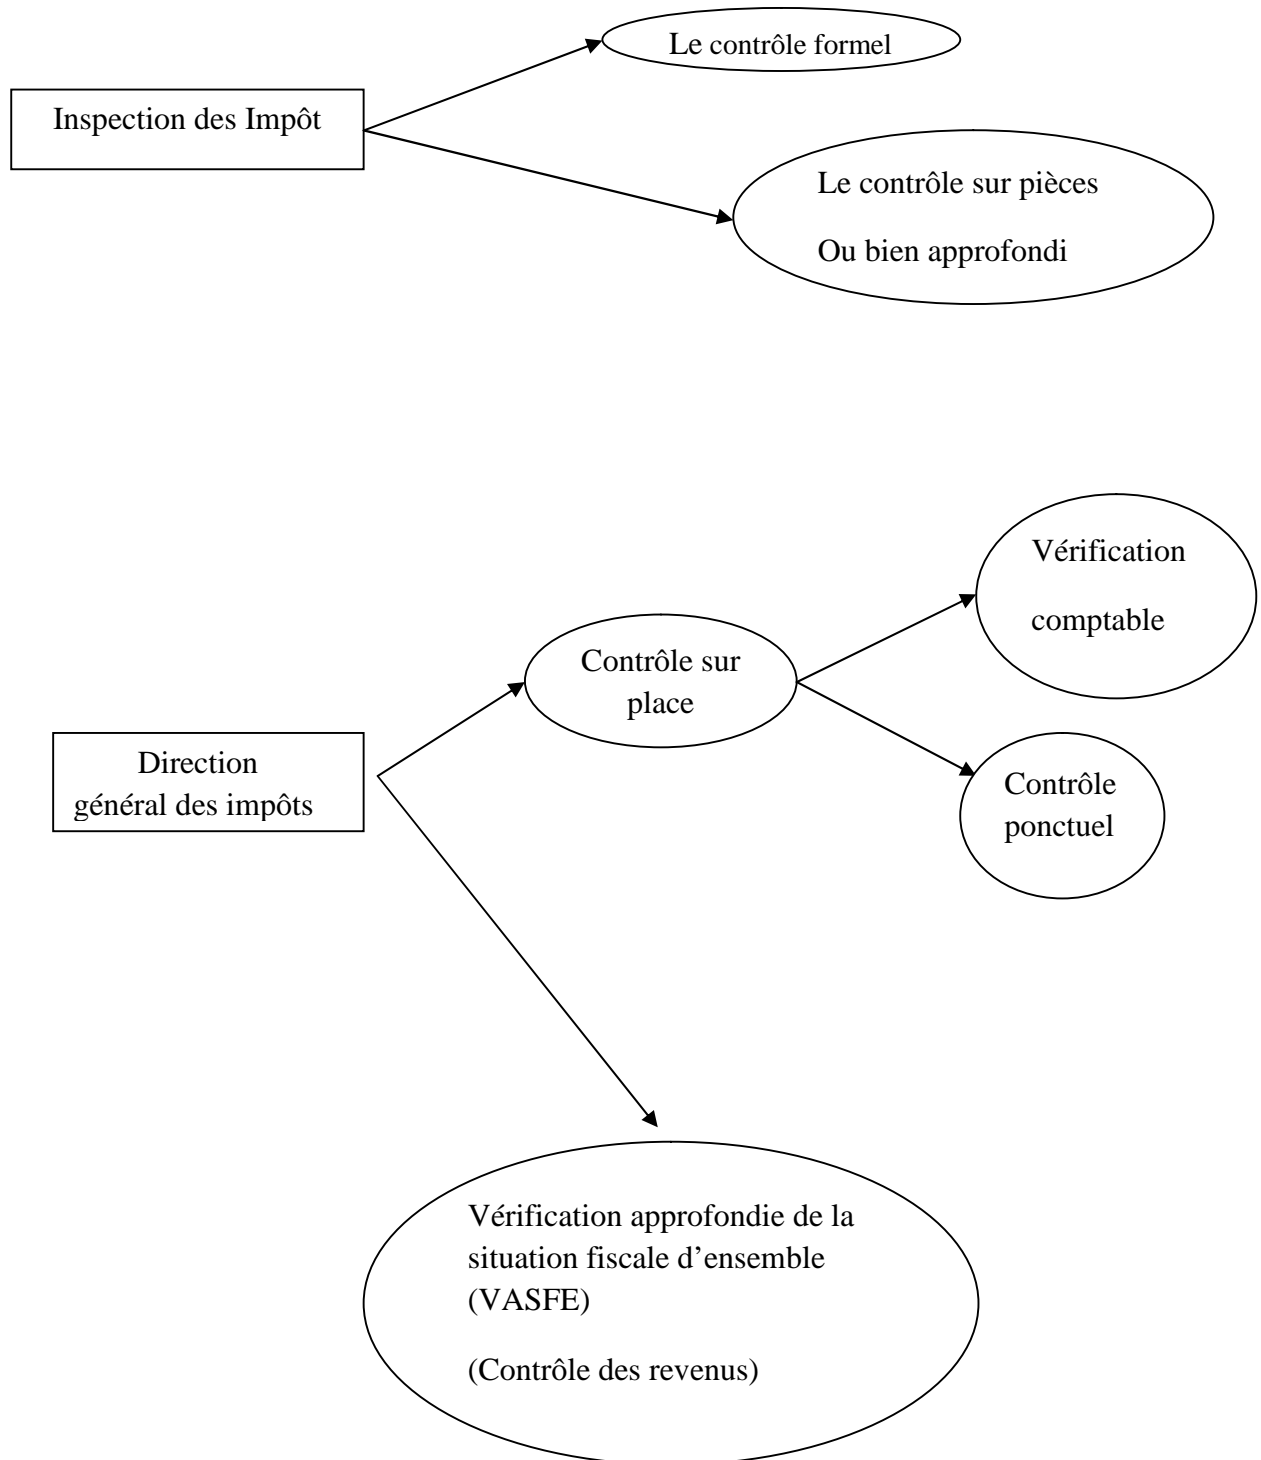 Le contrôle formel
Inspection des Impôt
Le contrôle sur pièces
Ou bien approfondi
Vérification
comptable
Contrôle sur
place
Direction
général des impôts
Contrôle
ponctuel
Vérification approfondie de la
situation fiscale d’ensemble
(VASFE)
(Contrôle des revenus)